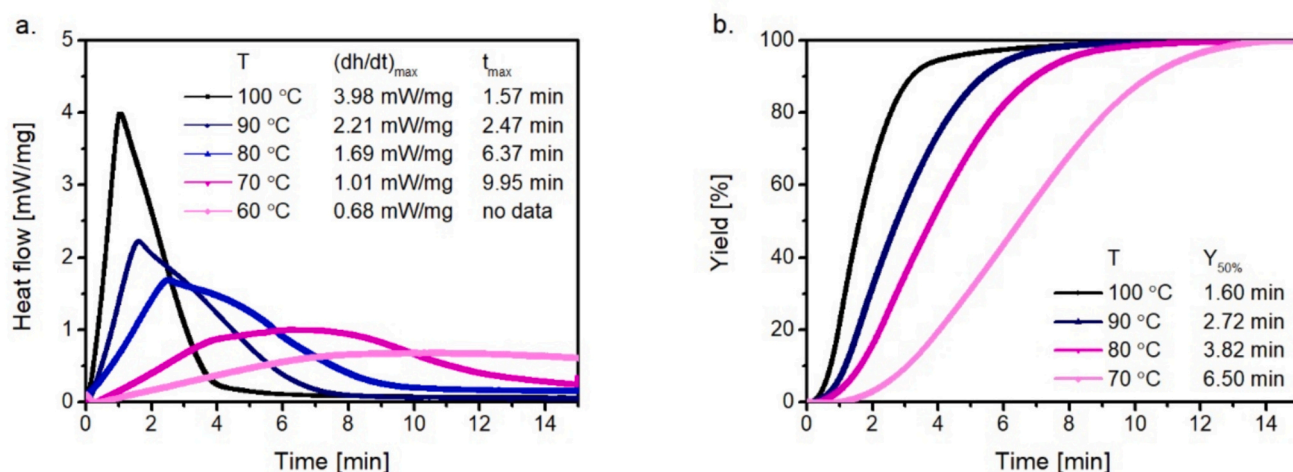 a.
5
4
3
2
1
0
Heat flow [mW/mg]
T (dh/dt)max tmax
100 °C 3.98 mW/mg 1.57 min
90 °C 2.21 mW/mg 2.47 min
80 °C 1.69 mW/mg 6.37 min
70 °C 1.01 mW/mg 9.95 min
60 °C 0.68 mW/mg no data
0 2 4 6 8 10 12 14
Time [min]
b.
100
80
60
40
20
0
Yield [%]
T Y50%
100 °C 1.60 min
90 °C 2.72 min
80 °C 3.82 min
70 °C 6.50 min
0 2 4 6 8 10 12 14
Time [min]